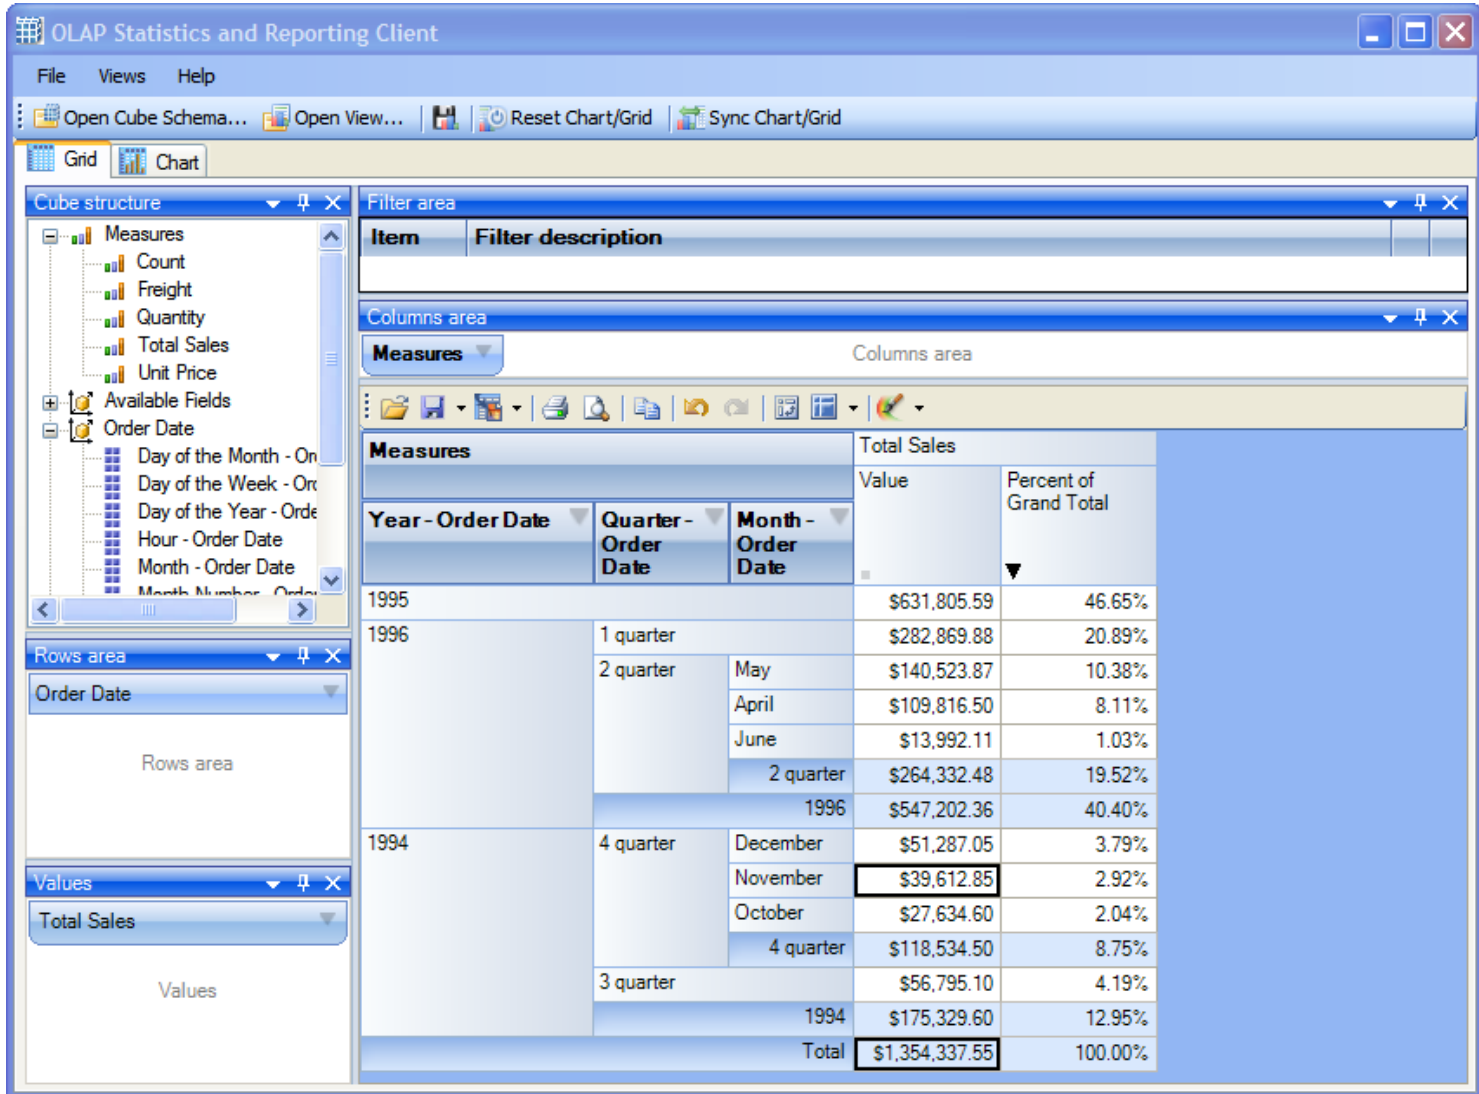 OLAP Statistics and Reporting Client
File Views Help
Open Cube Schema... Open View... Reset Chart/Grid Sync Chart/Grid
Grid Chart
Cube structure
Measures
Count
Freight
Quantity
Total Sales
Unit Price
Available Fields
Order Date
Day of the Month - Or
Day of the Week - Ord
Day of the Year - Orde
Hour - Order Date
Month - Order Date
Month Number - Order
Rows area
Order Date
Rows area
Values
Total Sales
Values
Filter area
Item Filter description
Columns area
Measures Columns area
Measures Total Sales
Value Percent of
Grand Total
Year - Order Date Quarter - Month -
Order Order
Date Date
1995 $631,805.59 46.65%
1996 1 quarter $282,869.88 20.89%
2 quarter May $140,523.87 10.38%
April $109,816.50 8.11%
June $13,992.11 1.03%
2 quarter $264,332.48 19.52%
1996 $547,202.36 40.40%
1994 4 quarter December $51,287.05 3.79%
November $39,612.85 2.92%
October $27,634.60 2.04%
4 quarter $118,534.50 8.75%
3 quarter $56,795.10 4.19%
1994 $175,329.60 12.95%
Total $1,354,337.55 100.00%